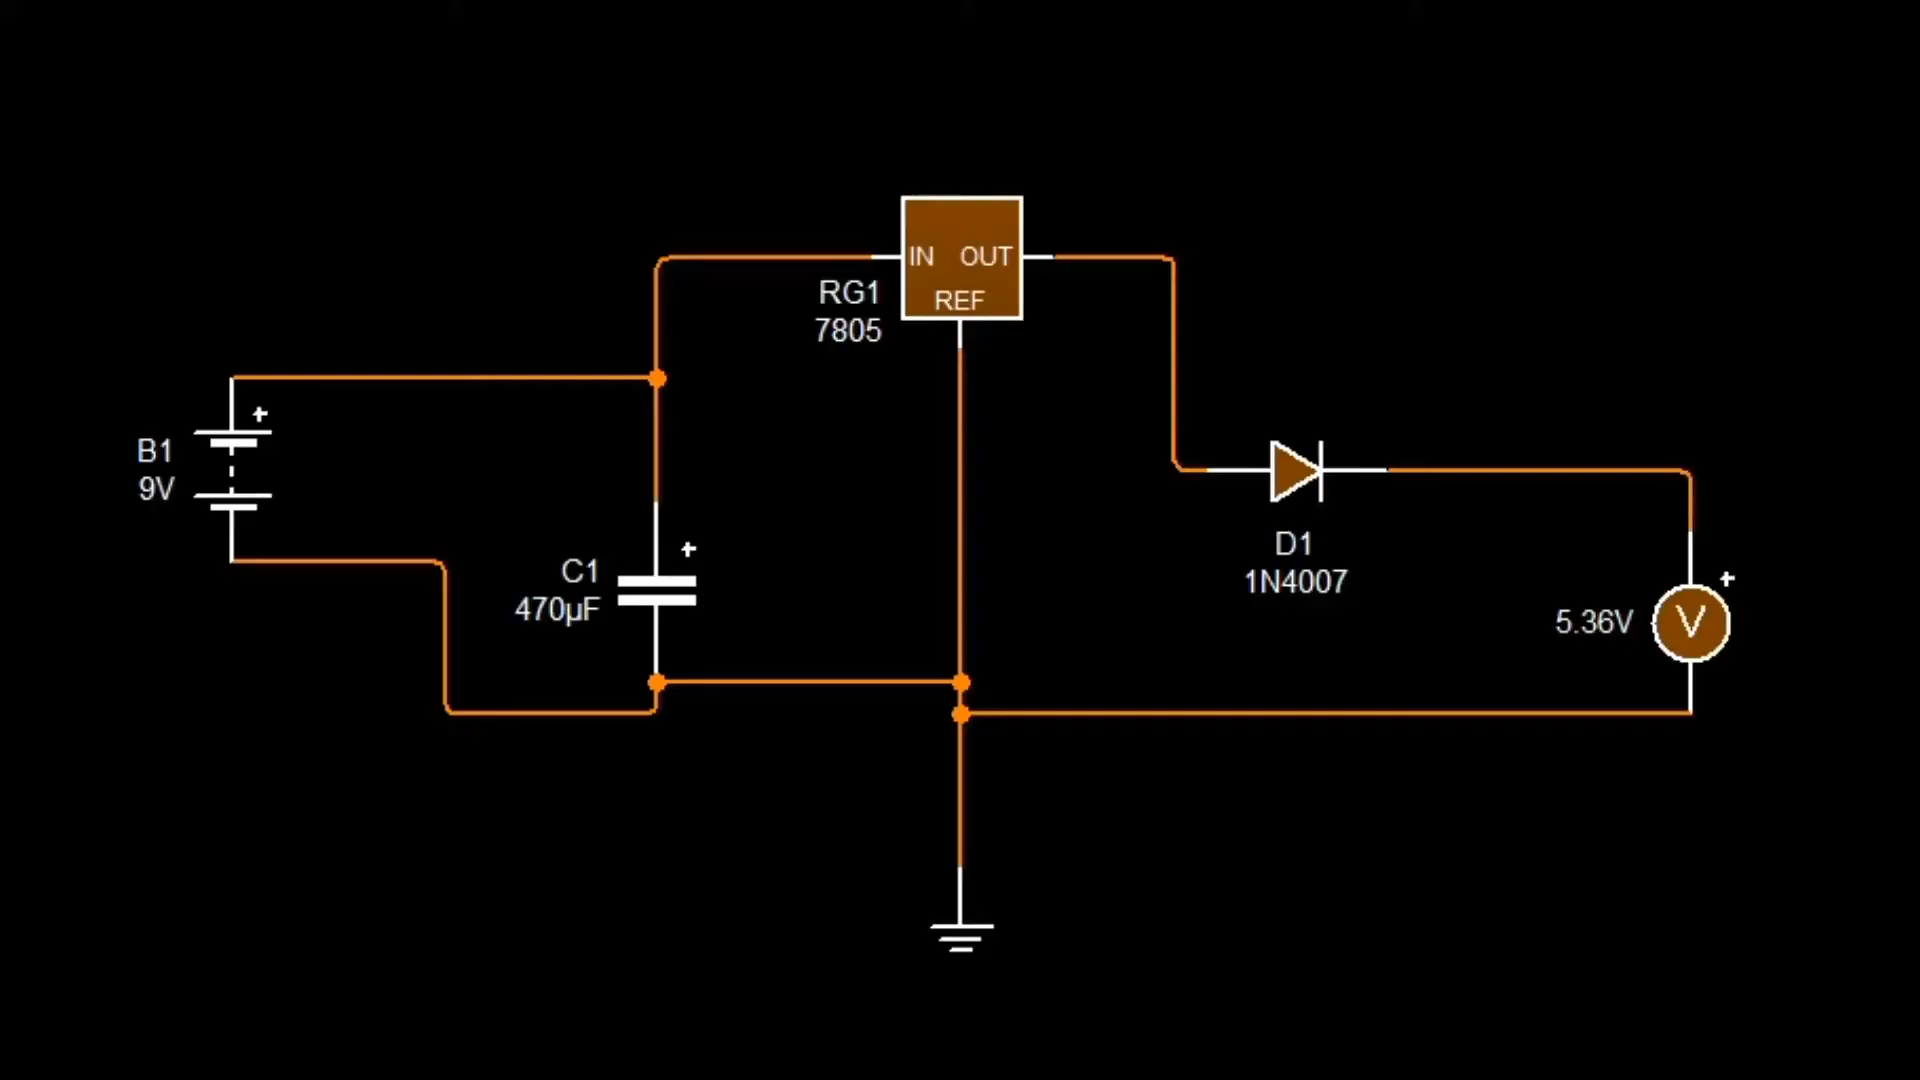 IN OUT
REF
RG1
7805
+
B1
9V
+
C1
470µF
D1
1N4007
+
5.36V
V